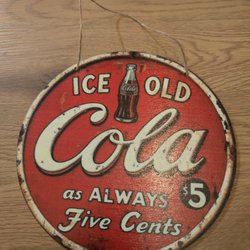 ICE OLD
Cola
as ALWAYS
$5
Five Cents